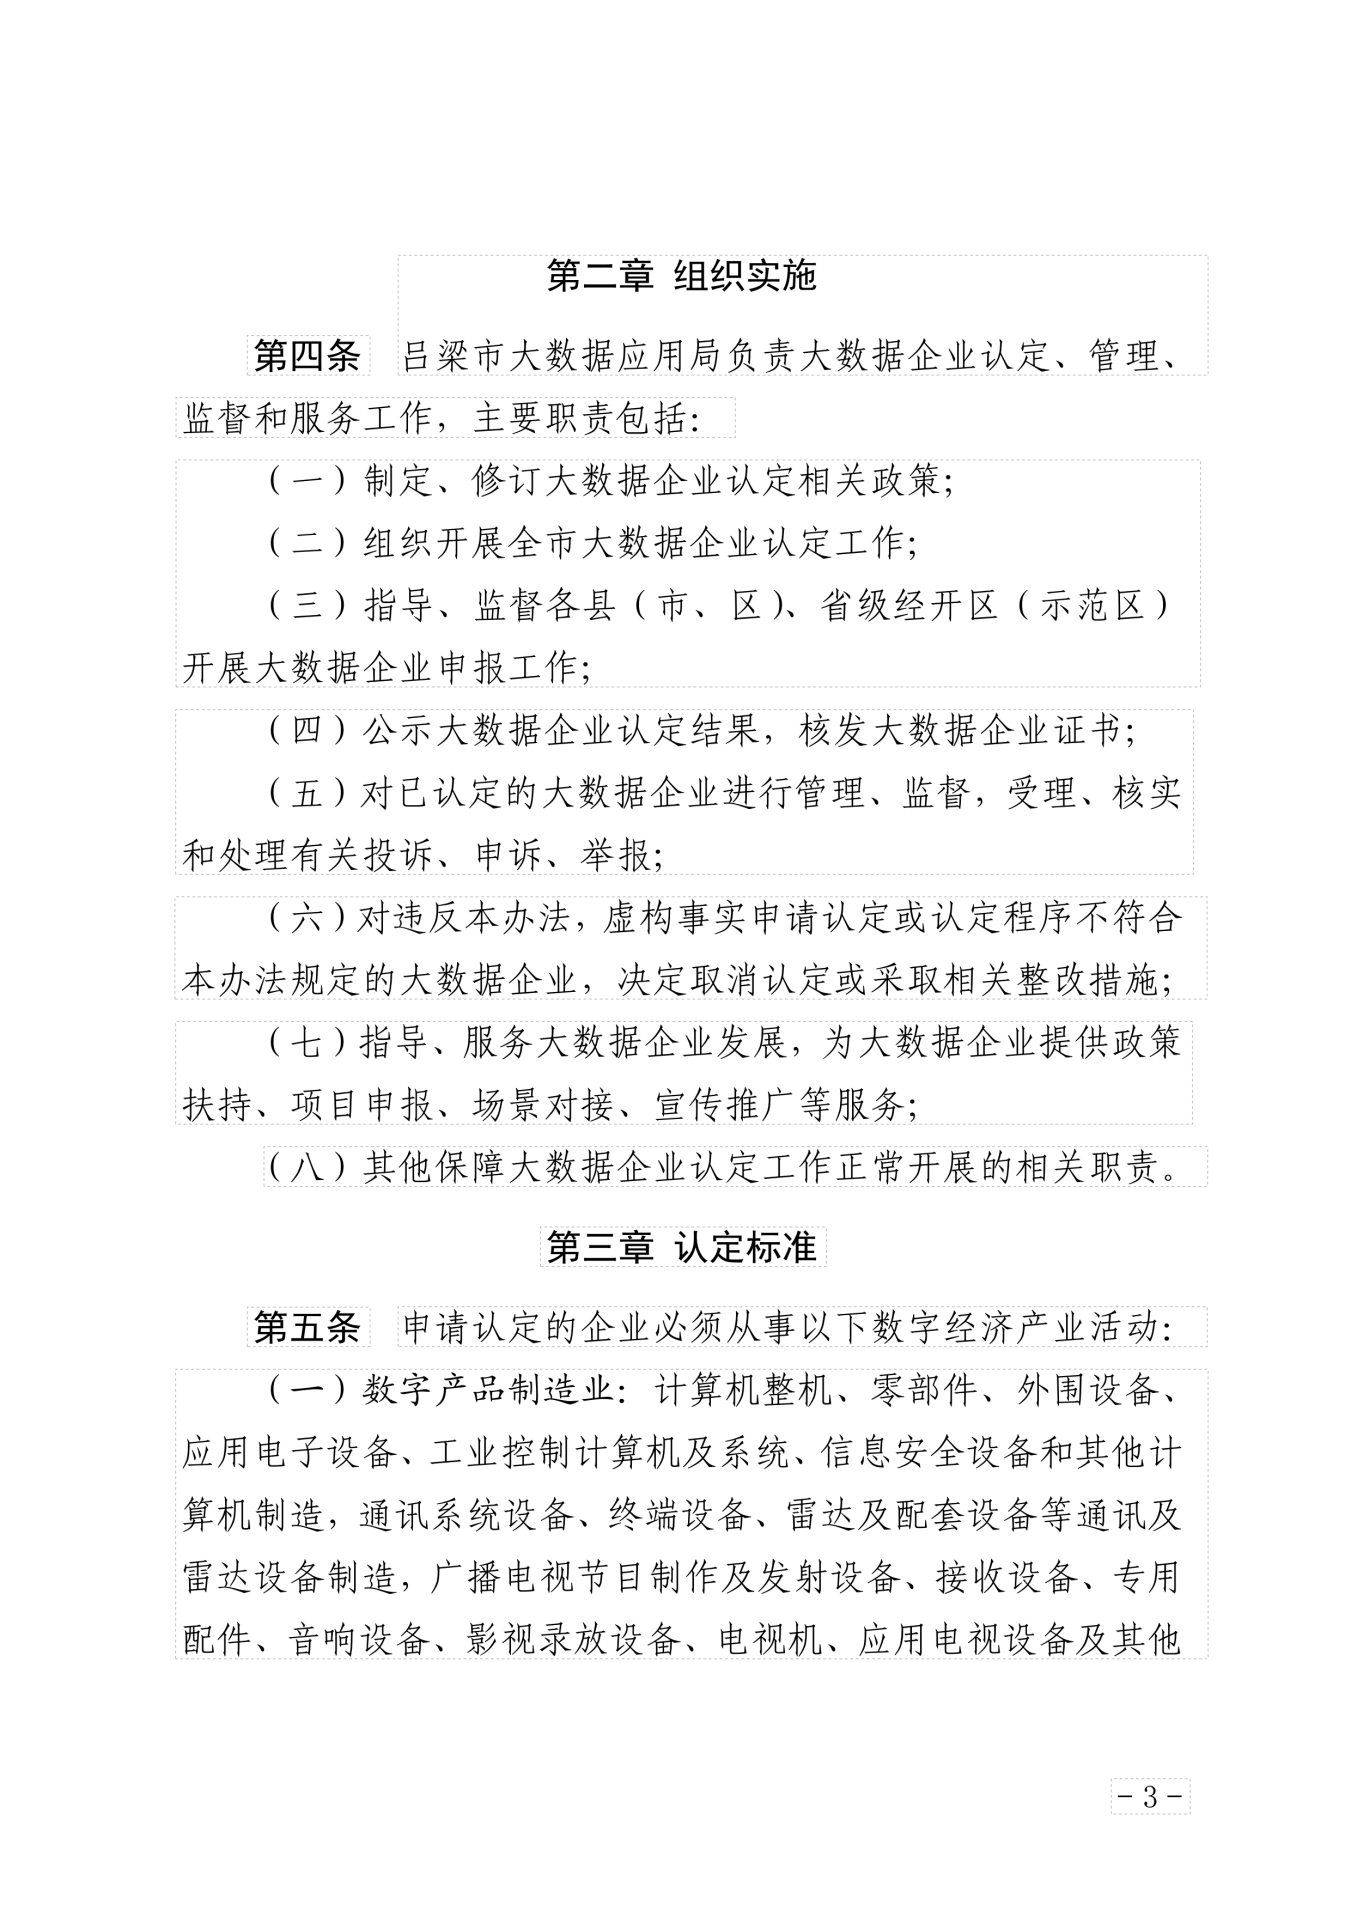 第二章 组织实施
第四条 吕梁市大数据应用局负责大数据企业认定、管理、
监督和服务工作，主要职责包括：
（一）制定、修订大数据企业认定相关政策；
（二）组织开展全市大数据企业认定工作；
（三）指导、监督各县（市、区）、省级经开区（示范区）
开展大数据企业申报工作；
（四）公示大数据企业认定结果，核发大数据企业证书；
（五）对已认定的大数据企业进行管理、监督，受理、核实
和处理有关投诉、申诉、举报；
（六）对违反本办法，虚构事实申请认定或认定程序不符合
本办法规定的大数据企业，决定取消认定或采取相关整改措施；
（七）指导、服务大数据企业发展，为大数据企业提供政策
扶持、项目申报、场景对接、宣传推广等服务；
（八）其他保障大数据企业认定工作正常开展的相关职责。
第三章 认定标准
第五条 申请认定的企业必须从事以下数字经济产业活动：
（一）数字产品制造业：计算机整机、零部件、外围设备、
应用电子设备、工业控制计算机及系统、信息安全设备和其他计
算机制造，通讯系统设备、终端设备、雷达及配套设备等通讯及
雷达设备制造，广播电视节目制作及发射设备、接收设备、专用
配件、音响设备、影视录放设备、电视机、应用电视设备及其他
－3－